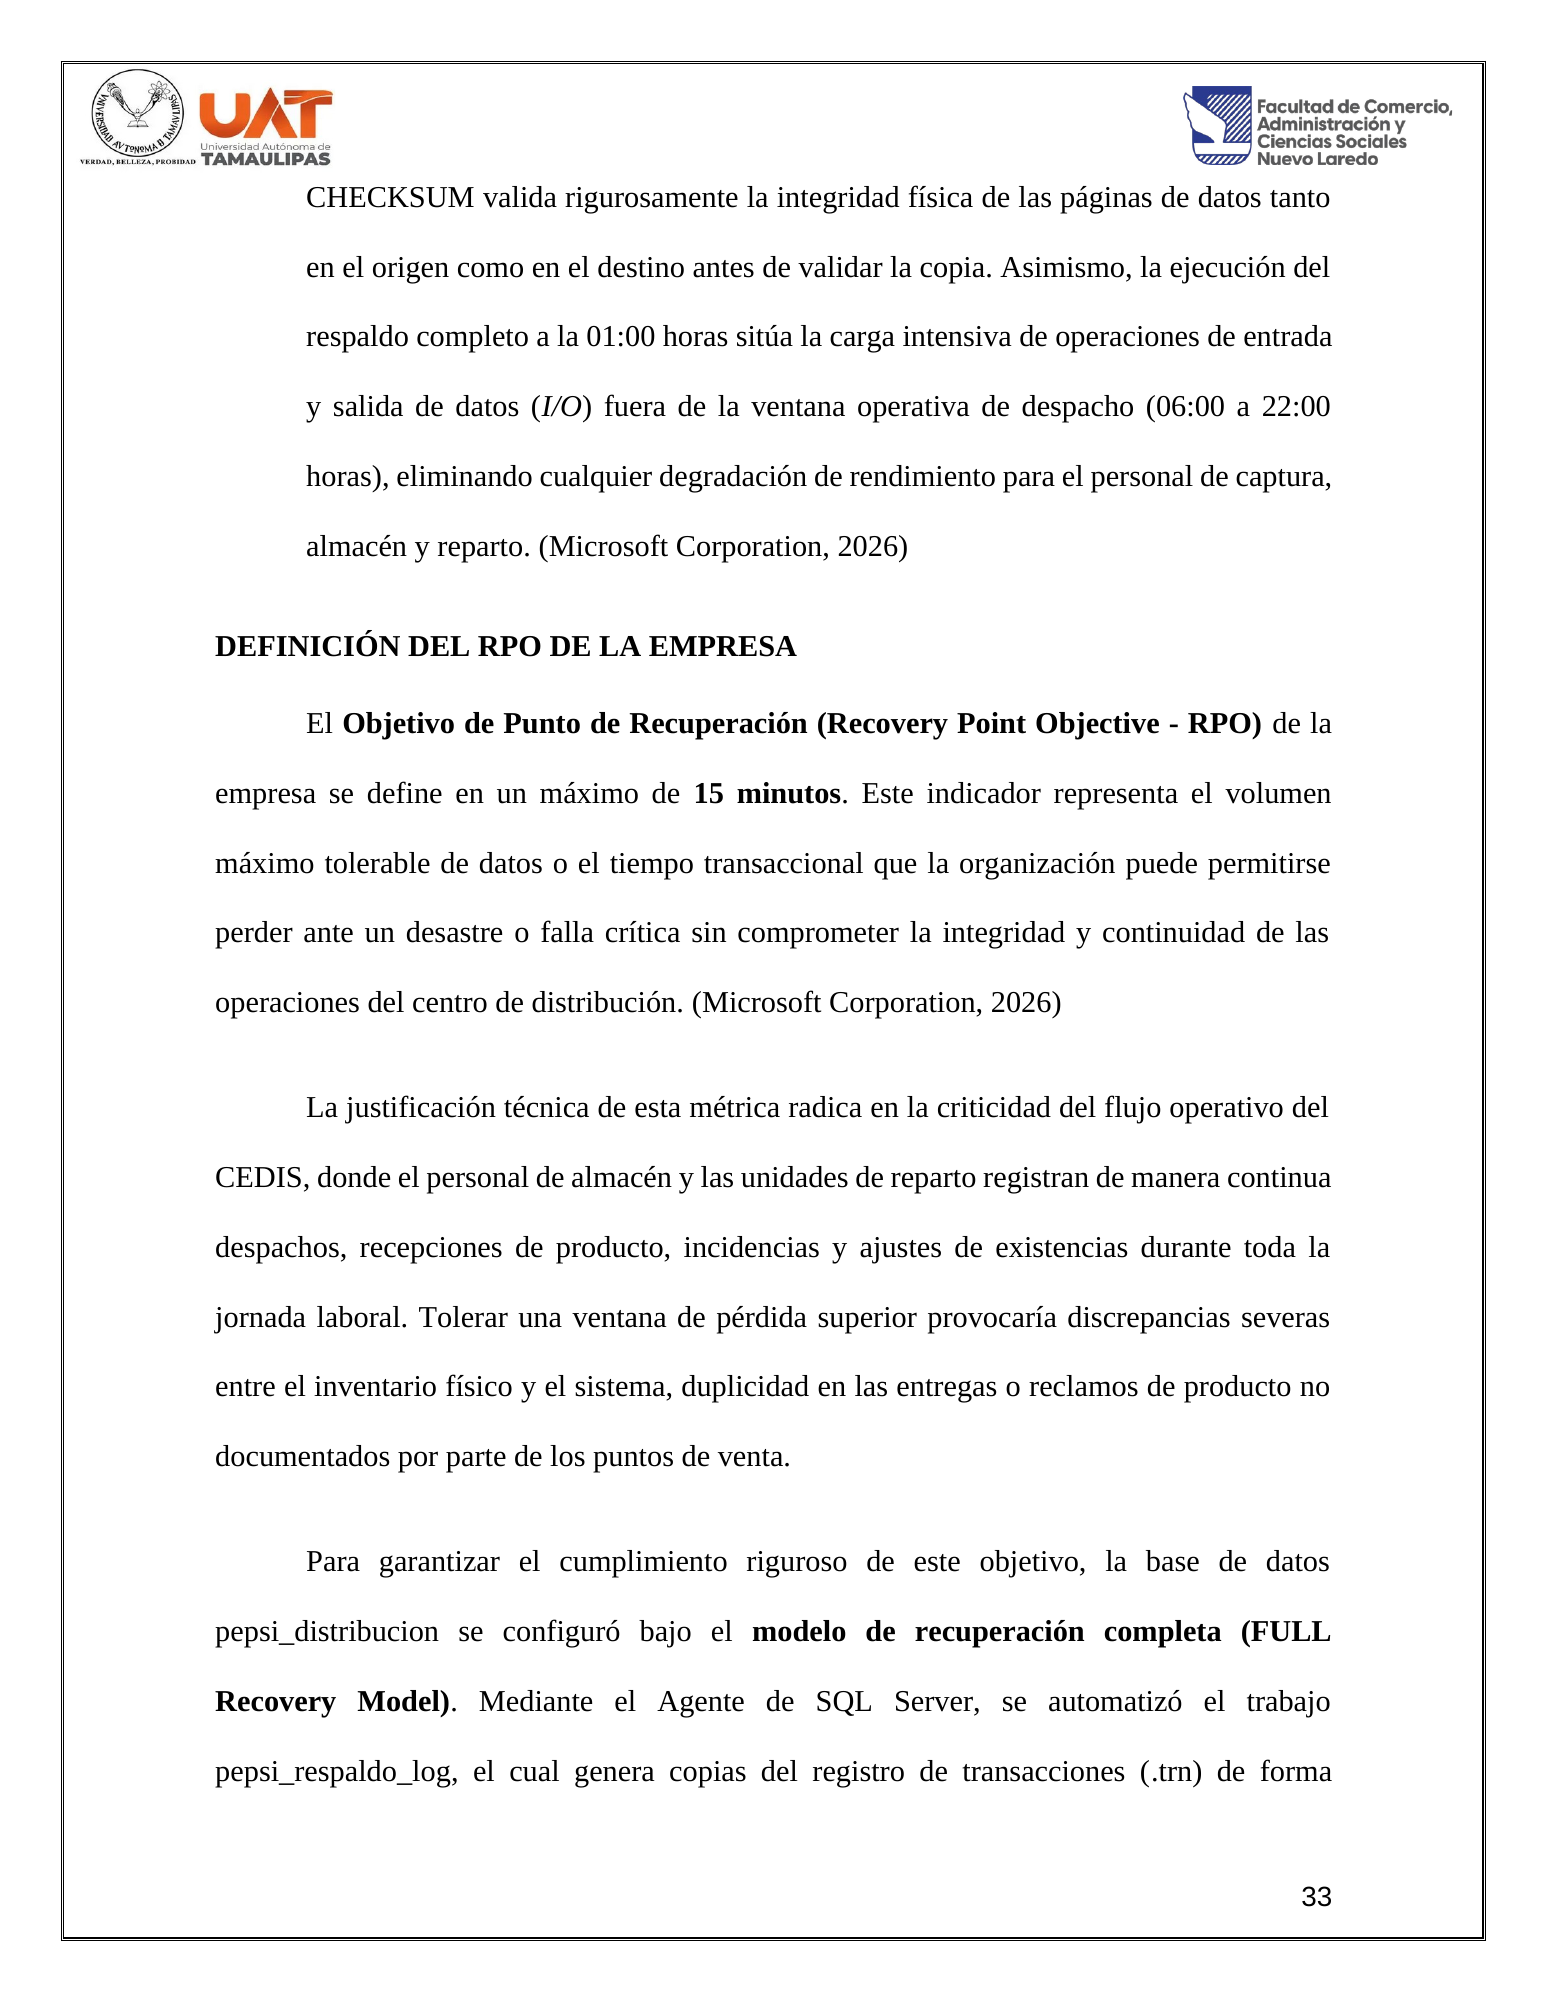 UNIVERSIDAD AUTONOMA DE TAMAULIPAS
VERDAD, BELLEZA, PROBIDAD
UAT
Universidad Autónoma de
TAMAULIPAS
Facultad de Comercio,
Administración y
Ciencias Sociales
Nuevo Laredo
CHECKSUM valida rigurosamente la integridad física de las páginas de datos tanto
en el origen como en el destino antes de validar la copia. Asimismo, la ejecución del
respaldo completo a la 01:00 horas sitúa la carga intensiva de operaciones de entrada
y salida de datos (I/O) fuera de la ventana operativa de despacho (06:00 a 22:00
horas), eliminando cualquier degradación de rendimiento para el personal de captura,
almacén y reparto. (Microsoft Corporation, 2026)
DEFINICIÓN DEL RPO DE LA EMPRESA
El Objetivo de Punto de Recuperación (Recovery Point Objective - RPO) de la
empresa se define en un máximo de 15 minutos. Este indicador representa el volumen
máximo tolerable de datos o el tiempo transaccional que la organización puede permitirse
perder ante un desastre o falla crítica sin comprometer la integridad y continuidad de las
operaciones del centro de distribución. (Microsoft Corporation, 2026)
La justificación técnica de esta métrica radica en la criticidad del flujo operativo del
CEDIS, donde el personal de almacén y las unidades de reparto registran de manera continua
despachos, recepciones de producto, incidencias y ajustes de existencias durante toda la
jornada laboral. Tolerar una ventana de pérdida superior provocaría discrepancias severas
entre el inventario físico y el sistema, duplicidad en las entregas o reclamos de producto no
documentados por parte de los puntos de venta.
Para garantizar el cumplimiento riguroso de este objetivo, la base de datos
pepsi_distribucion se configuró bajo el modelo de recuperación completa (FULL
Recovery Model). Mediante el Agente de SQL Server, se automatizó el trabajo
pepsi_respaldo_log, el cual genera copias del registro de transacciones (.trn) de forma
33